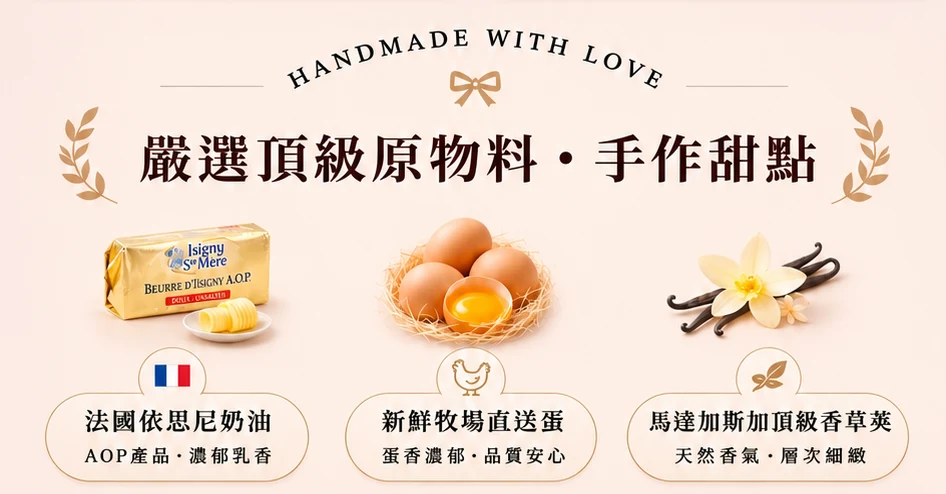 HANDMADE WITH LOVE
嚴選頂級原物料・手作甜點
Isigny
Ste Mère
BEURRE D'ISIGNY A.O.P.
法國依思尼奶油
AOP產品・濃郁乳香
新鮮牧場直送蛋
蛋香濃郁・品質安心
馬達加斯加頂級香草莢
天然香氣・層次細緻